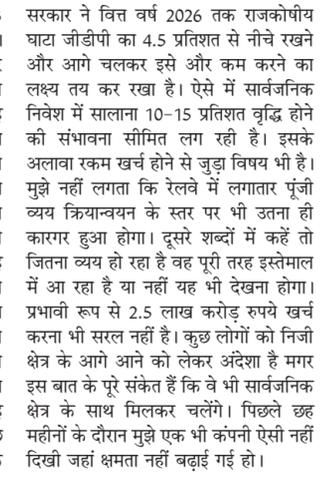 सरकार ने वित्त वर्ष 2026 तक राजकोषीय
घाटा जीडीपी का 4.5 प्रतिशत से नीचे रखने
और आगे चलकर इसे और कम करने का
लक्ष्य तय कर रखा है। ऐसे में सार्वजनिक
निवेश में सालाना 10-15 प्रतिशत वृद्धि होने
की संभावना सीमित लग रही है। इसके
अलावा रकम खर्च होने से जुड़ा विषय भी है।
मुझे नहीं लगता कि रेलवे में लगातार पूंजी
व्यय क्रियान्वयन के स्तर पर भी उतना ही
कारगर हुआ होगा। दूसरे शब्दों में कहें तो
जितना व्यय हो रहा है वह पूरी तरह इस्तेमाल
में आ रहा है या नहीं यह भी देखना होगा।
प्रभावी रूप से 2.5 लाख करोड़ रुपये खर्च
करना भी सरल नहीं है। कुछ लोगों को निजी
क्षेत्र के आगे आने को लेकर अंदेशा है मगर
इस बात के पूरे संकेत हैं कि वे भी सार्वजनिक
क्षेत्र के साथ मिलकर चलेंगे। पिछले छह
महीनों के दौरान मुझे एक भी कंपनी ऐसी नहीं
दिखी जहां क्षमता नहीं बढ़ाई गई हो।